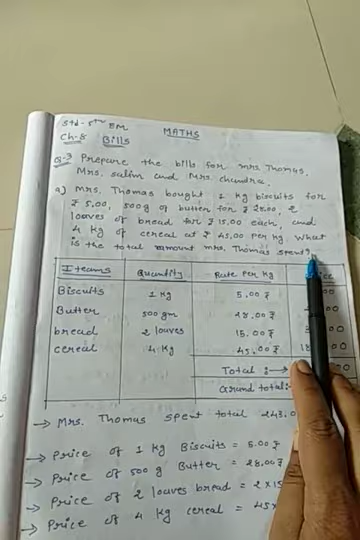 Std-5th EM
MATHS
Ch-8 Bills
Q-3 Prepare the bills for mrs. Thomas,
Mrs. Salim and Mrs. Chandra.
a) Mrs. Thomas bought 1 kg biscuits for
₹ 5.00, 500g of butter for ₹ 28.00, 2
loaves of bread for ₹ 15.00 each, and
4 kg of cereal at ₹ 45.00 per kg. What
is the total amount mrs. Thomas spent?
Iteams Quantity Rate Per Kg
Biscuits 1 Kg 5.00 ₹
Butter 500 gm 28.00 ₹
bread 2 loaves 15.00 ₹
cereal 4 Kg 45.00 ₹
Total :→
Grand total:-
→ Mrs. Thomas spent total 243.0
→ Price of 1 kg Biscuits = 5.00 ₹
→ Price of 500 g Butter = 28.00 ₹
→ Price of 2 loaves bread = 2 x 15
→ Price of 4 kg cereal = 45 x